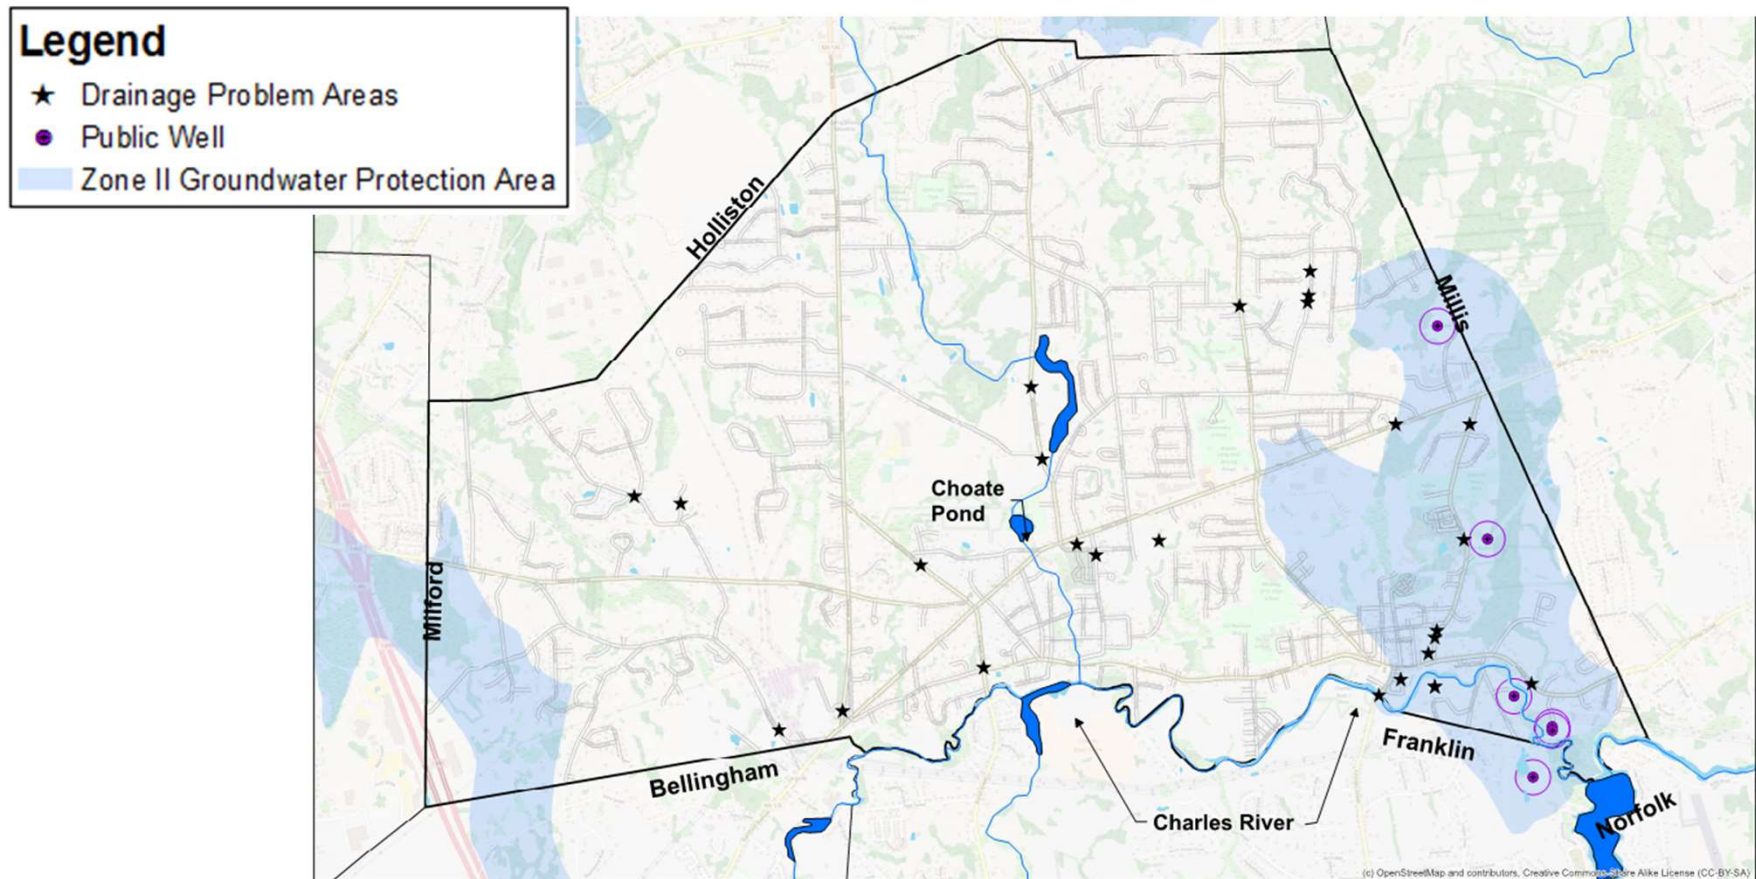 Legend
Drainage Problem Areas
Public Well
Zone II Groundwater Protection Area
Holliston
Millis
Choate
Pond
Milford
Franklin
Bellingham
Charles River
Norfolk
(c) OpenStreetMap and contributors, Creative Commons-Share Alike License (CC-BY-SA)